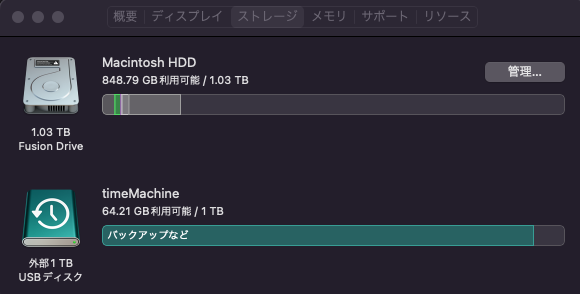 概要 ディスプレイ ストレージ メモリ サポート リソース
Macintosh HDD
848.79 GB利用可能 / 1.03 TB
管理...
1.03 TB
Fusion Drive
timeMachine
64.21 GB利用可能 / 1 TB
バックアップなど
外部1 TB
USBディスク